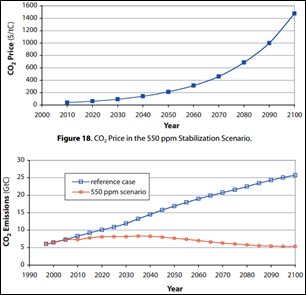 1600
1400
1200
1000
800
600
400
200
0
CO₂ Price ($/tC)
2000 2010 2020 2030 2040 2050 2060 2070 2080 2090 2100
Year
Figure 18. CO₂ Price in the 550 ppm Stabilization Scenario.
30
25
20
15
10
5
0
CO₂ Emissions (GtC)
reference case
550 ppm scenario
1990 2000 2010 2020 2030 2040 2050 2060 2070 2080 2090 2100
Year